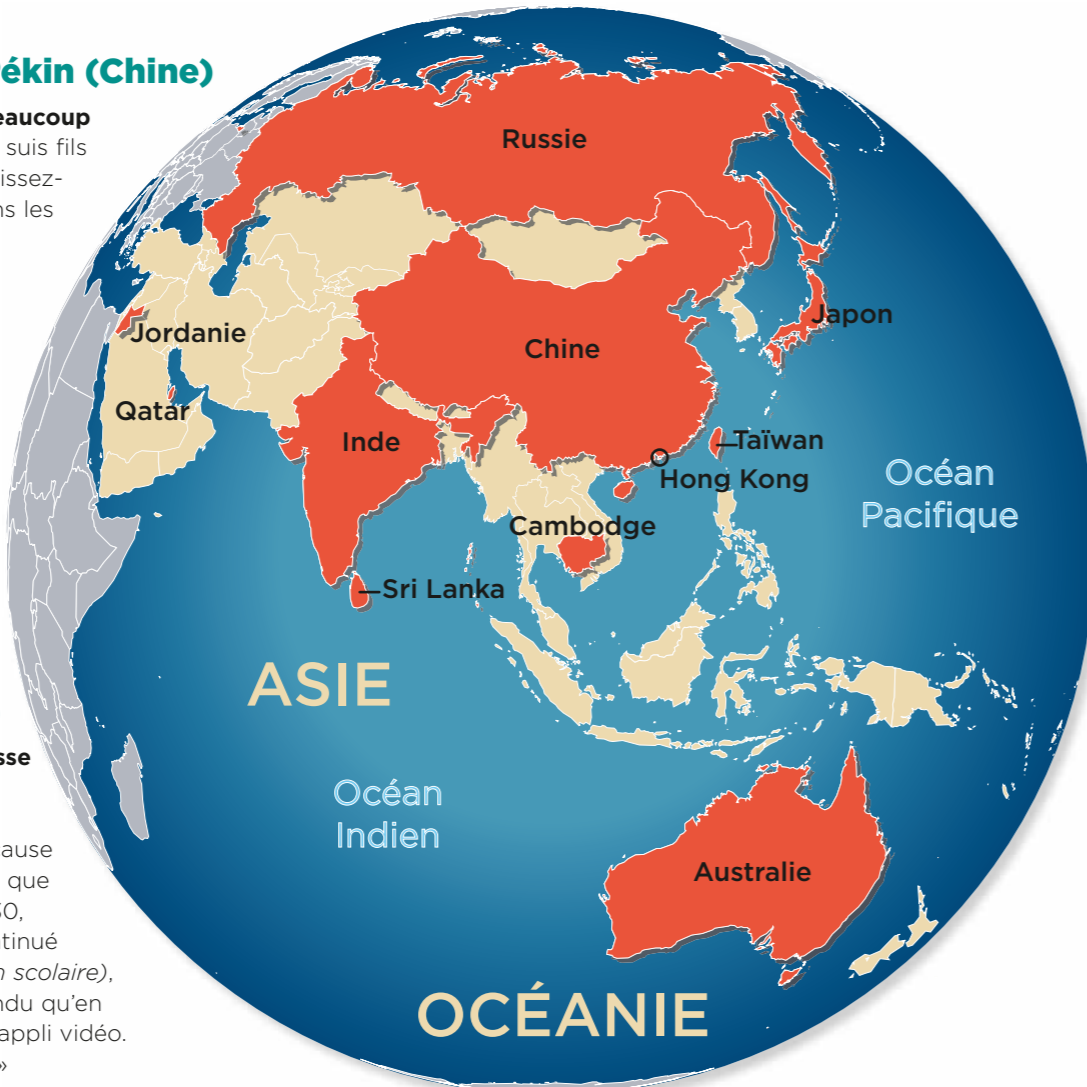 ékin (Chine)
eaucoup
suis fils
issez-
ns les
Russie
Jordanie
Japon
Chine
Qatar
Inde
Taïwan
Hong Kong
Océan
Pacifique
Cambodge
Sri Lanka
ASIE
sse
Océan
Indien
ause
que
50,
Australie
tinué
n scolaire),
ndu qu'en
appli vidéo.
»
OCÉANIE